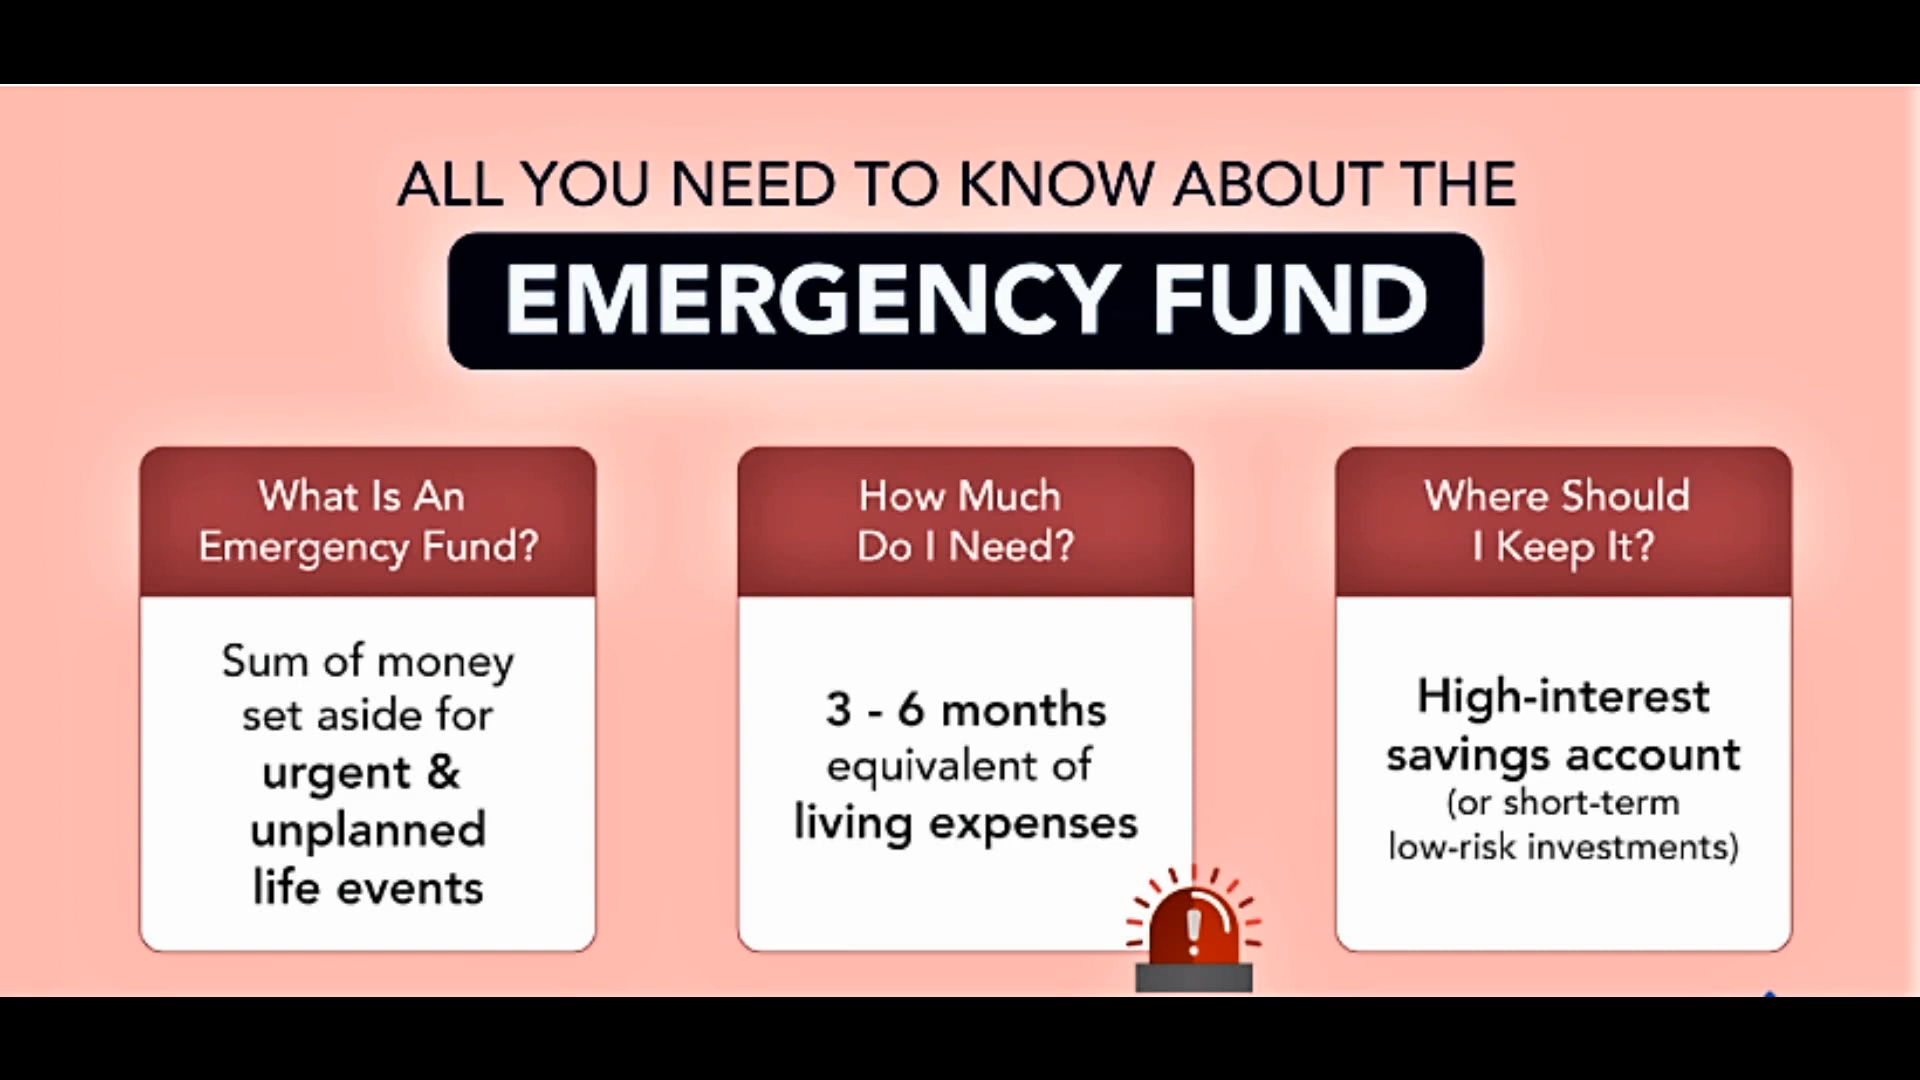 ALL YOU NEED TO KNOW ABOUT THE
EMERGENCY FUND
What Is An
Emergency Fund?
Sum of money
set aside for
urgent &
unplanned
life events
How Much
Do I Need?
3 - 6 months
equivalent of
living expenses
!
Where Should
I Keep It?
High-interest
savings account
(or short-term
low-risk investments)